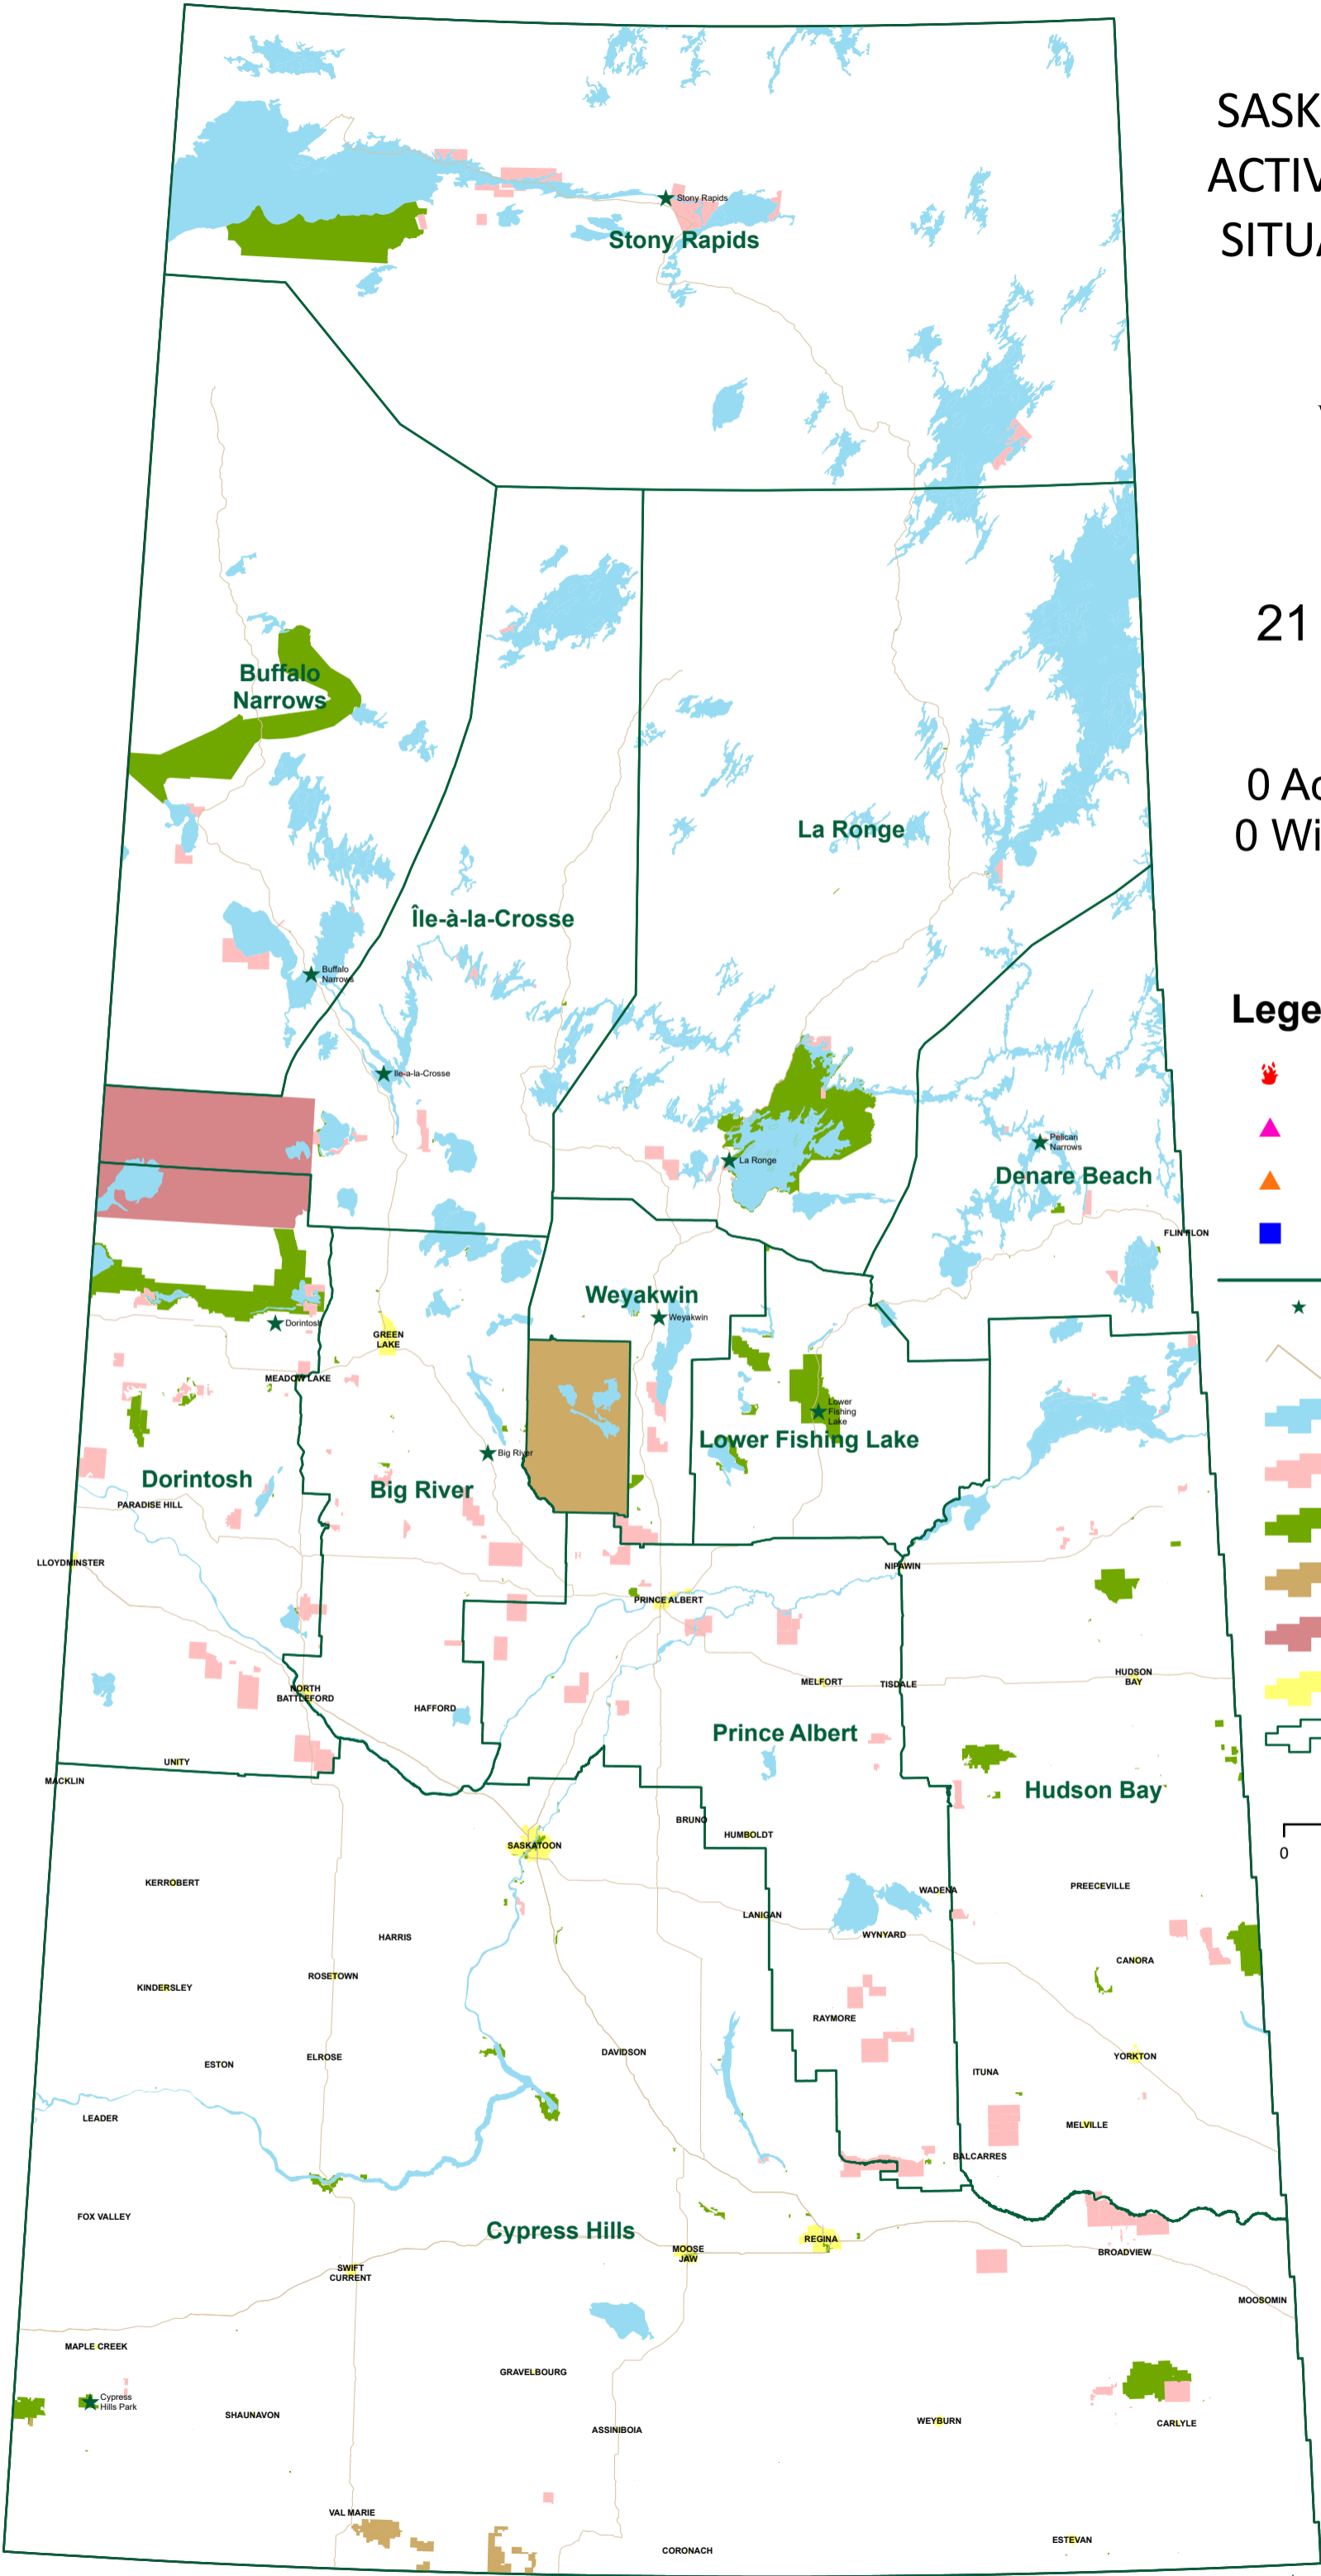 SASK
ACTIV
SITUA
Stony Rapids
Stony Rapids
21
Buffalo
Narrows
0 Ac
0 Wi
La Ronge
Île-à-la-Crosse
Buffalo
Narrows
Lege
Ile-a-la-Crosse
La Ronge
Pelican
Narrows
Denare Beach
FLIN FLON
Weyakwin
Weyakwin
Dorintosh
GREEN
LAKE
MEADOW LAKE
Lower
Fishing
Lake
Lower Fishing Lake
Big River
Dorintosh
Big River
PARADISE HILL
LLOYDMINSTER
NIPAWIN
PRINCE ALBERT
HUDSON
BAY
MELFORT
TISDALE
NORTH
BATTLEFORD
HAFFORD
Prince Albert
UNITY
MACKLIN
Hudson Bay
BRUNO
HUMBOLDT
SASKATOON
0
KERROBERT
PREECEVILLE
WADENA
LANIGAN
WYNYARD
HARRIS
CANORA
ROSETOWN
KINDERSLEY
RAYMORE
DAVIDSON
YORKTON
ELROSE
ESTON
ITUNA
LEADER
MELVILLE
BALCARRES
FOX VALLEY
Cypress Hills
REGINA
MOOSE
JAW
BROADVIEW
SWIFT
CURRENT
MOOSOMIN
MAPLE CREEK
GRAVELBOURG
Cypress
Hills Park
SHAUNAVON
WEYBURN
CARLYLE
ASSINIBOIA
VAL MARIE
ESTEVAN
CORONACH